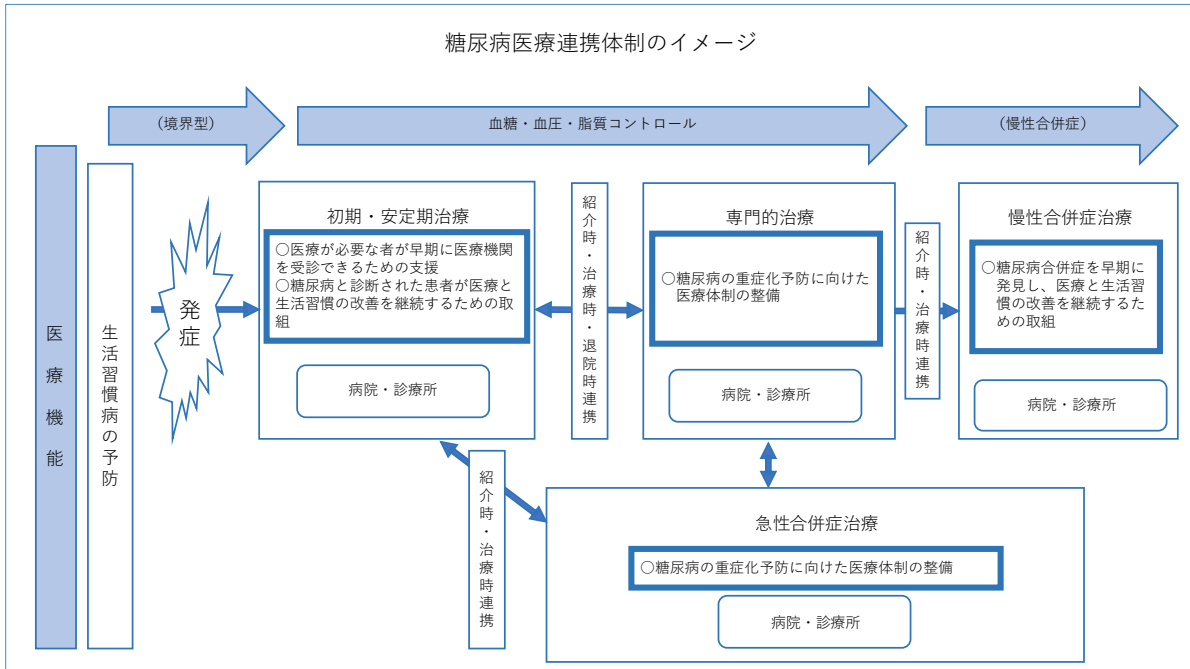 糖尿病医療連携体制のイメージ
（境界型）
血糖・血圧・脂質コントロール
（慢性合併症）
医療機能
生活習慣病の予防
発症
初期・安定期治療
○医療が必要な者が早期に医療機関
を受診できるための支援
○糖尿病と診断された患者が医療と
生活習慣の改善を継続するための取
組
病院・診療所
紹介時・治療時・退院時連携
専門的治療
○糖尿病の重症化予防に向けた
医療体制の整備
病院・診療所
紹介時・治療時連携
慢性合併症治療
○糖尿病合併症を早期に
発見し、医療と生活習
慣の改善を継続するた
めの取組
病院・診療所
紹介時・治療時連携
急性合併症治療
○糖尿病の重症化予防に向けた医療体制の整備
病院・診療所